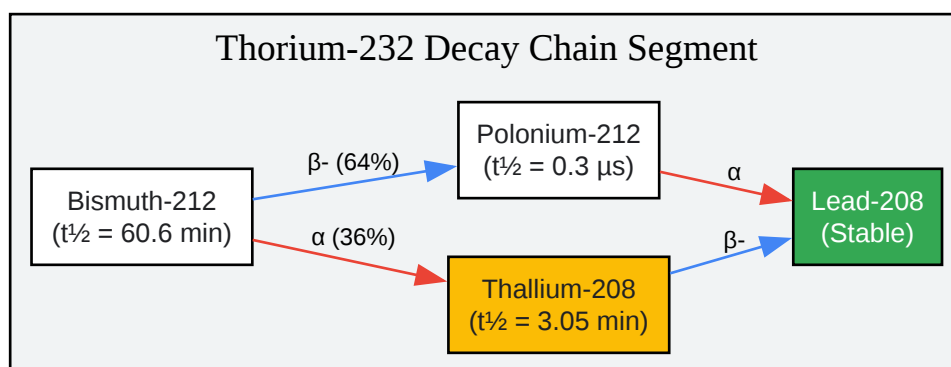 Thorium-232 Decay Chain Segment
Bismuth-212
(t½ = 60.6 min)
β- (64%)
α (36%)
Polonium-212
(t½ = 0.3 µs)
Thallium-208
(t½ = 3.05 min)
α
β-
Lead-208
(Stable)